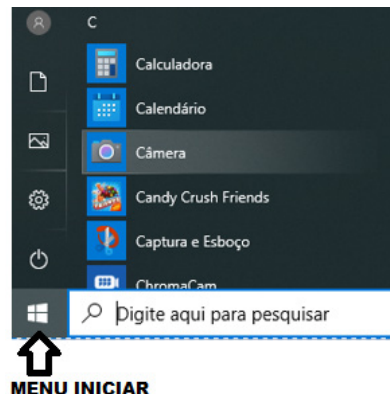 C
Calculadora
Calendário
Câmera
Candy Crush Friends
Captura e Esboço
ChromaCam
Digite aqui para pesquisar
MENU INICIAR